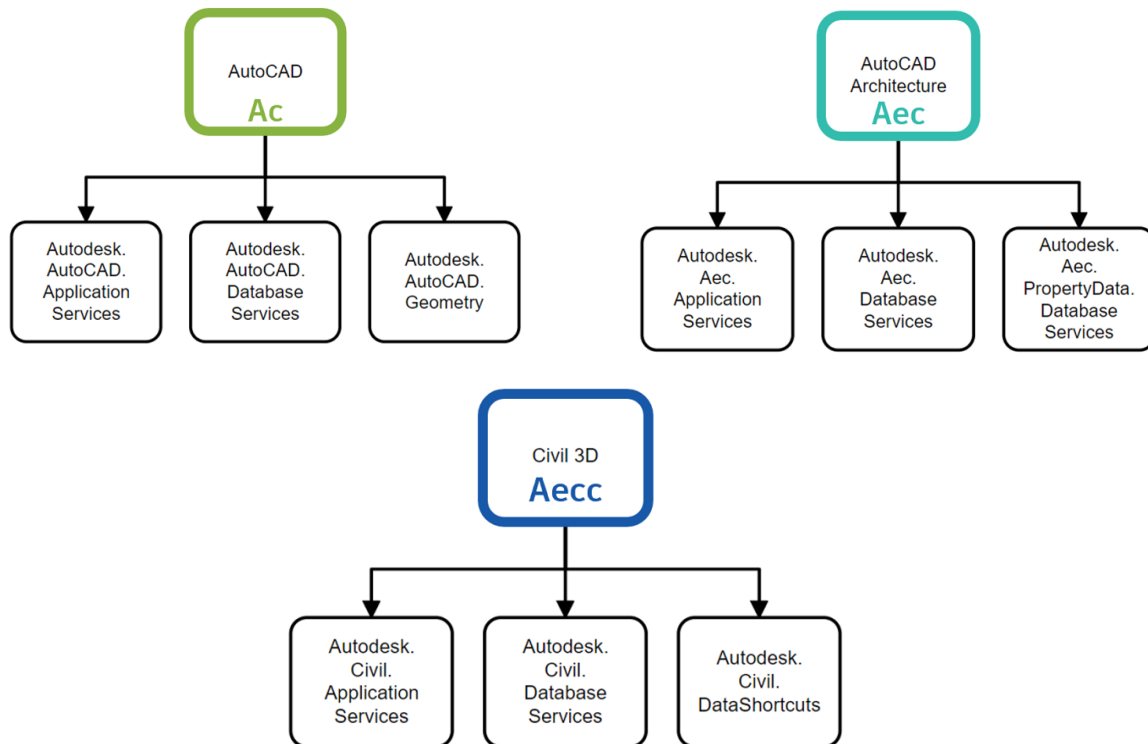 AutoCAD
Ac
Autodesk.
AutoCAD.
Application
Services
Autodesk.
AutoCAD.
Database
Services
Autodesk.
AutoCAD.
Geometry
AutoCAD
Architecture
Aec
Autodesk.
Aec.
Application
Services
Autodesk.
Aec.
Database
Services
Autodesk.
Aec.
PropertyData.
Database
Services
Civil 3D
Aecc
Autodesk.
Civil.
Application
Services
Autodesk.
Civil.
Database
Services
Autodesk.
Civil.
DataShortcuts